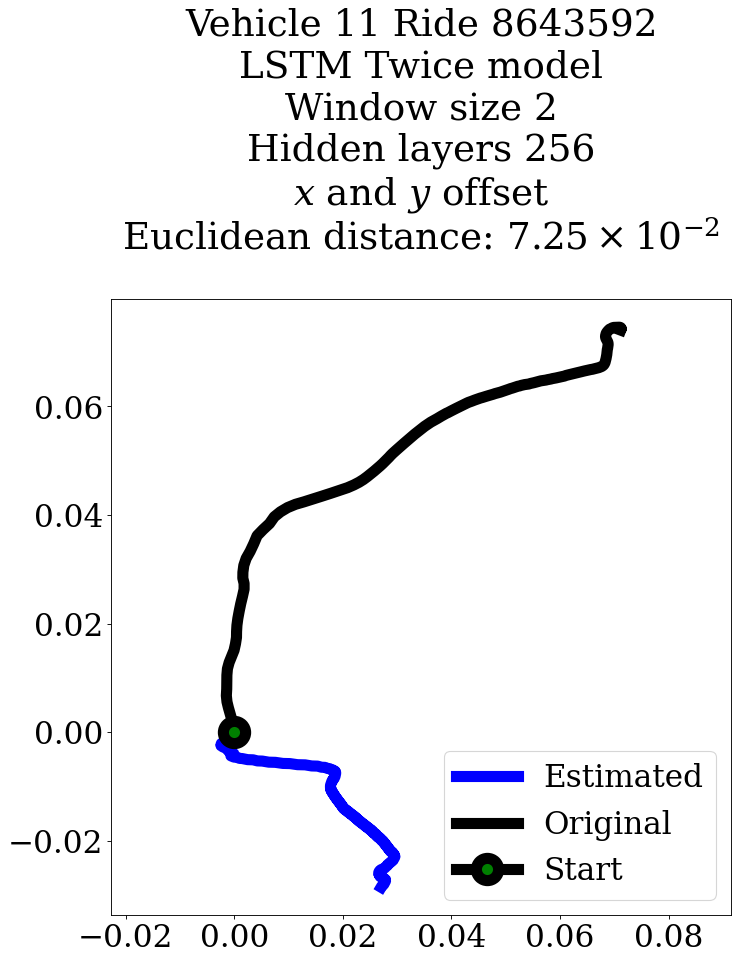 Vehicle 11 Ride 8643592
LSTM Twice model
Window size 2
Hidden layers 256
x and y offset
Euclidean distance: 7.25 × 10⁻²
0.06
0.04
0.02
0.00
−0.02
Estimated
Original
Start
−0.02 0.00 0.02 0.04 0.06 0.08